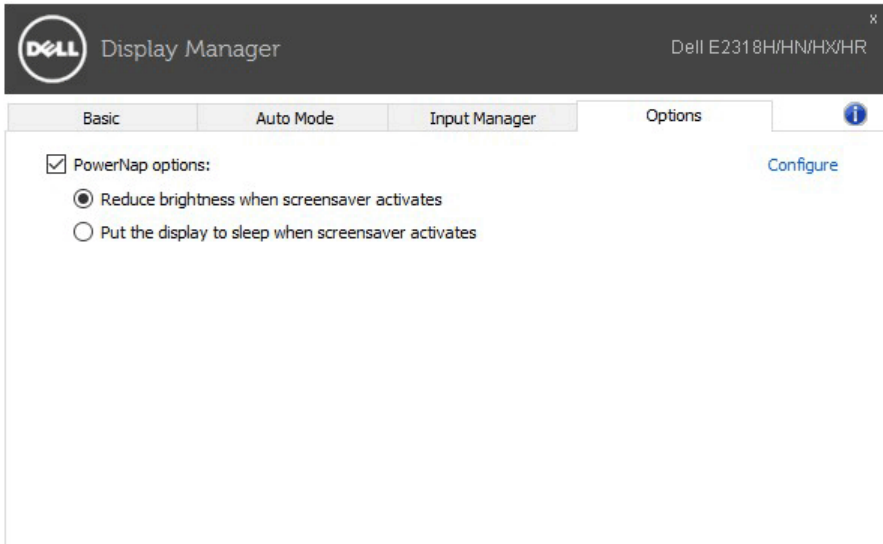 x
DELL Display Manager Dell E2318H/HN/HX/HR
Basic Auto Mode Input Manager Options i
PowerNap options: Configure
Reduce brightness when screensaver activates
Put the display to sleep when screensaver activates